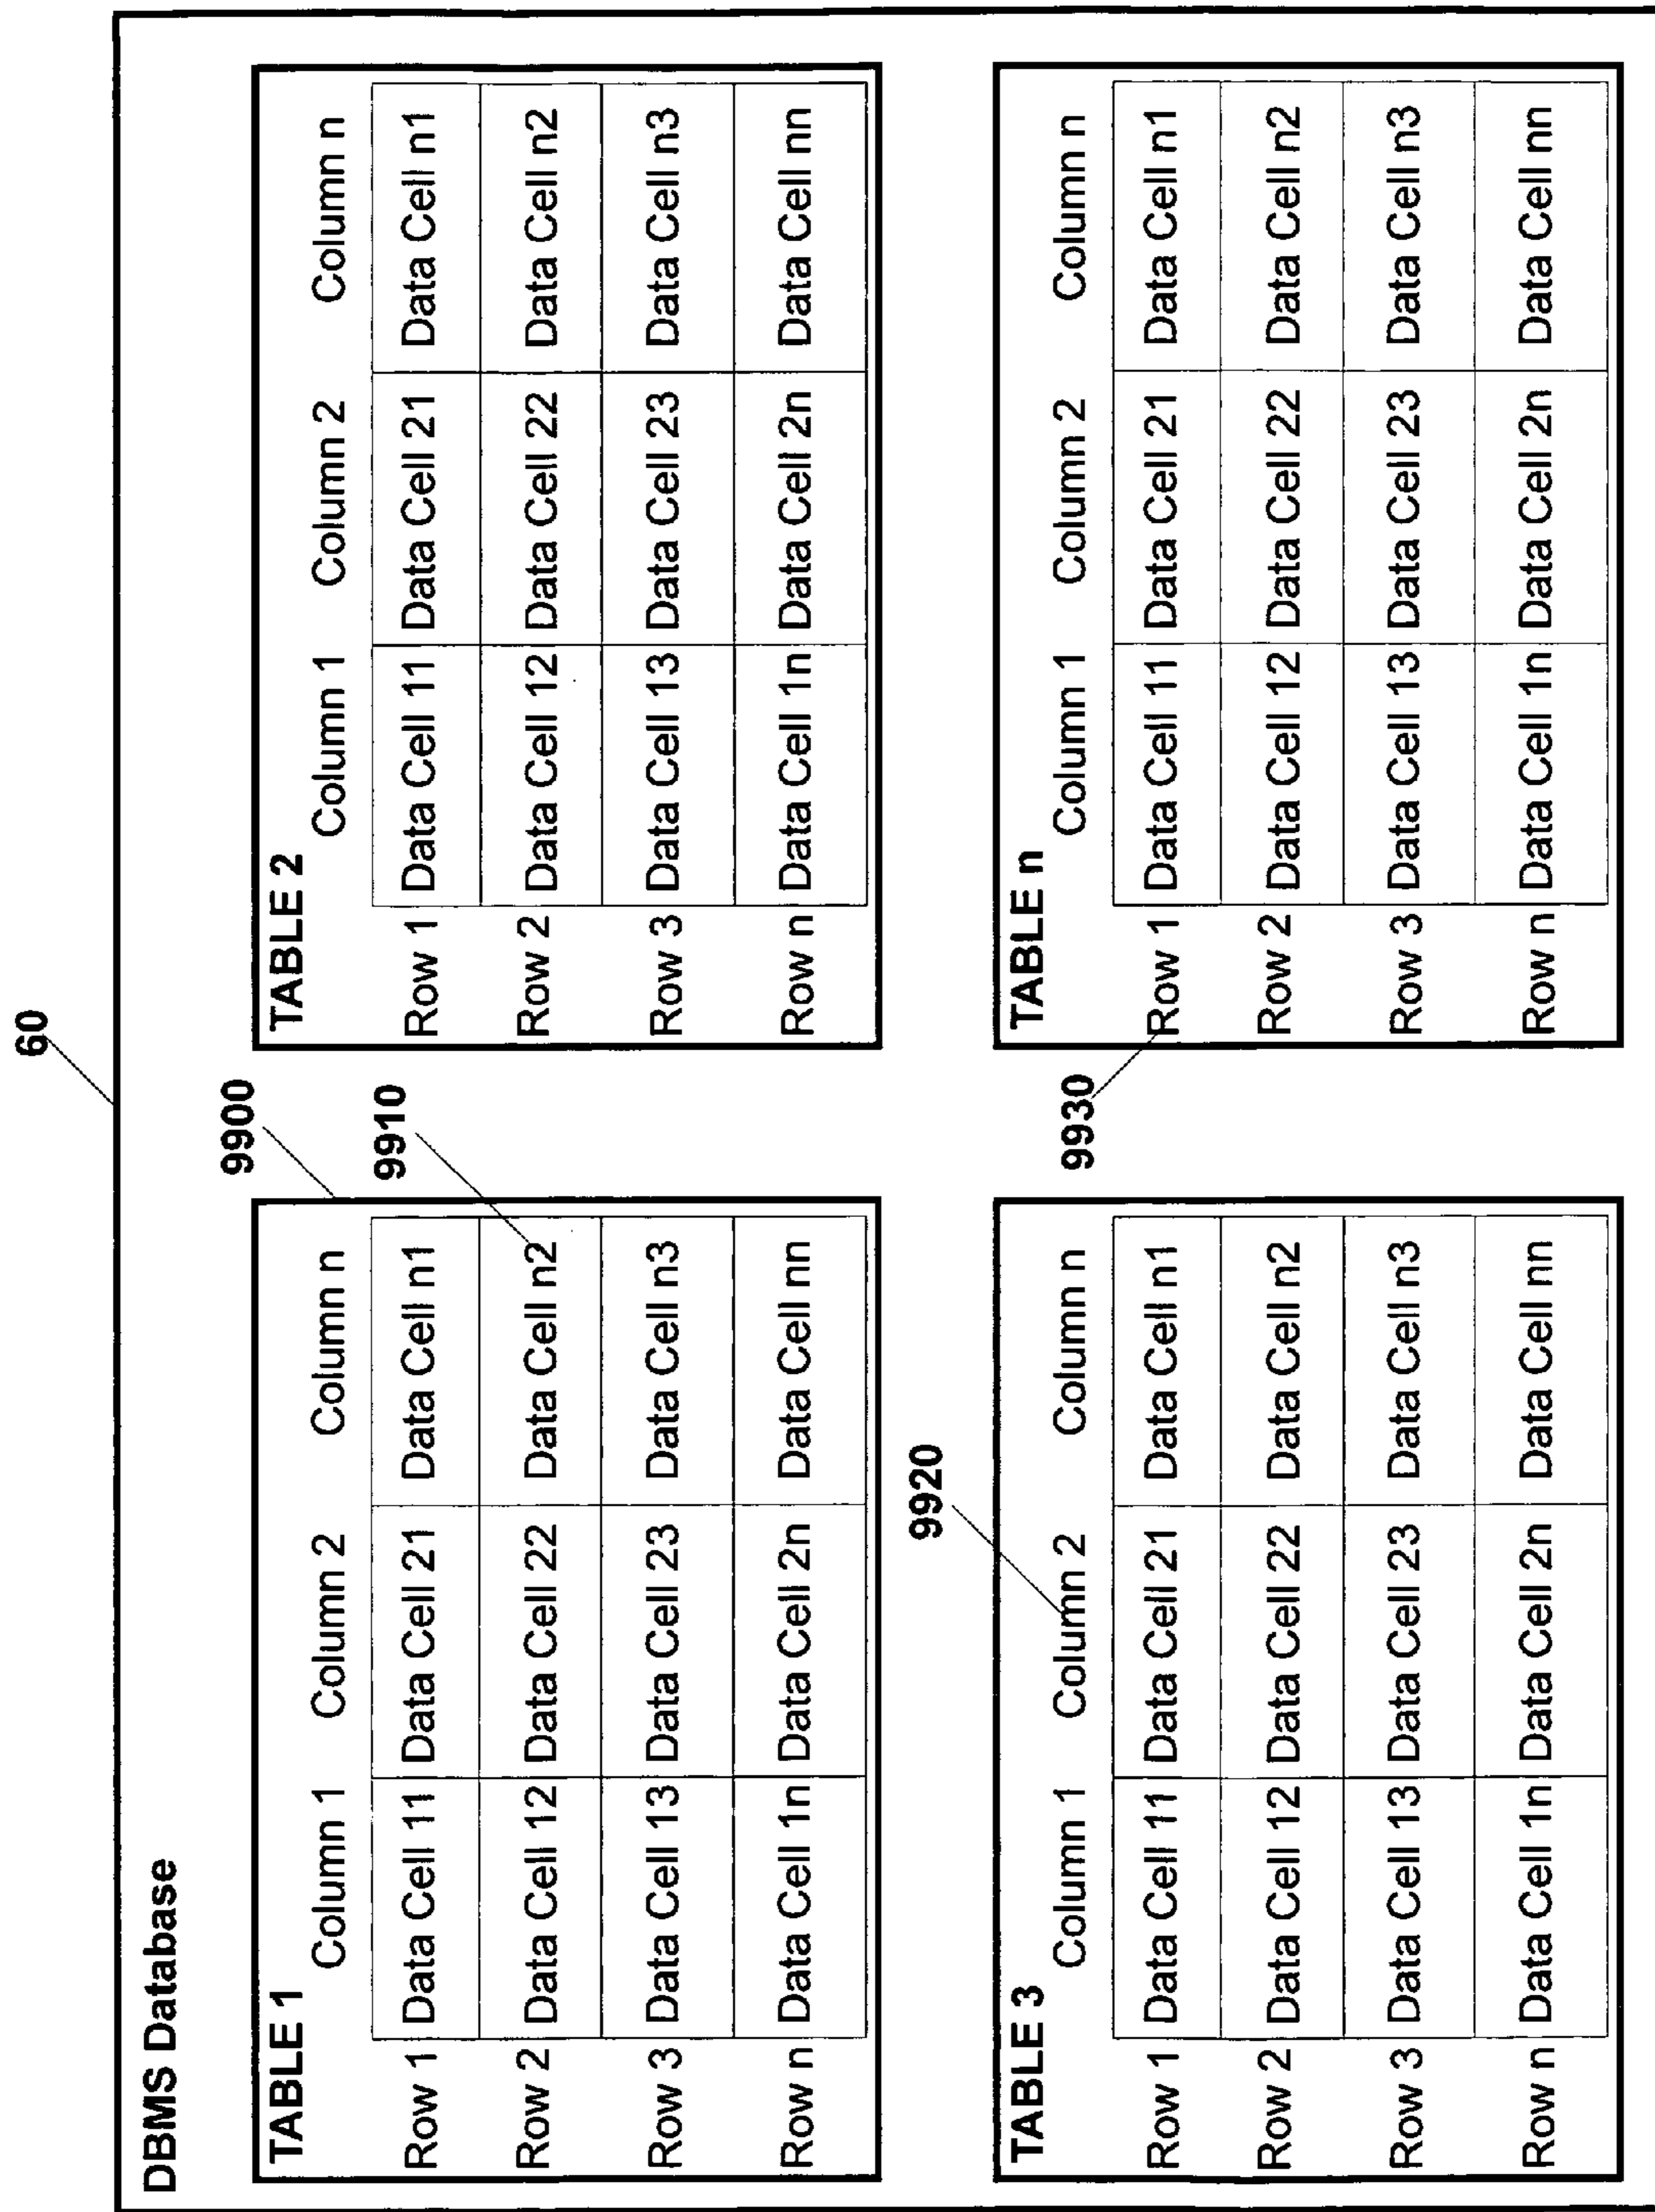 60
DBMS Database
9900
TABLE 1
Column 1 Column 2 Column n
Row 1 Data Cell 11 Data Cell 21 Data Cell n1
9910
Row 2 Data Cell 12 Data Cell 22 Data Cell n2
Row 3 Data Cell 13 Data Cell 23 Data Cell n3
Row n Data Cell 1n Data Cell 2n Data Cell nn
TABLE 2
Column 1 Column 2 Column n
Row 1 Data Cell 11 Data Cell 21 Data Cell n1
Row 2 Data Cell 12 Data Cell 22 Data Cell n2
Row 3 Data Cell 13 Data Cell 23 Data Cell n3
Row n Data Cell 1n Data Cell 2n Data Cell nn
9920
TABLE 3
Column 1 Column 2 Column n
Row 1 Data Cell 11 Data Cell 21 Data Cell n1
Row 2 Data Cell 12 Data Cell 22 Data Cell n2
Row 3 Data Cell 13 Data Cell 23 Data Cell n3
Row n Data Cell 1n Data Cell 2n Data Cell nn
9930
TABLE n
Column 1 Column 2 Column n
Row 1 Data Cell 11 Data Cell 21 Data Cell n1
Row 2 Data Cell 12 Data Cell 22 Data Cell n2
Row 3 Data Cell 13 Data Cell 23 Data Cell n3
Row n Data Cell 1n Data Cell 2n Data Cell nn